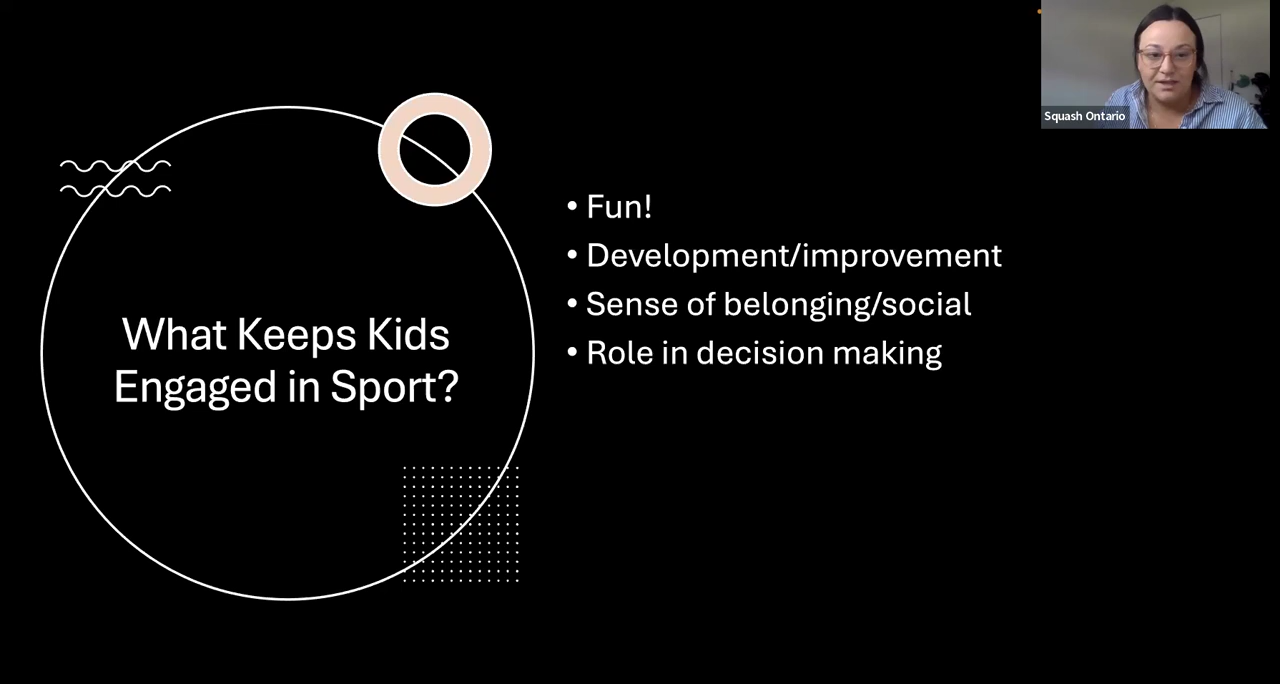 What Keeps Kids
Engaged in Sport?
• Fun!
• Development/improvement
• Sense of belonging/social
• Role in decision making
Squash Ontario